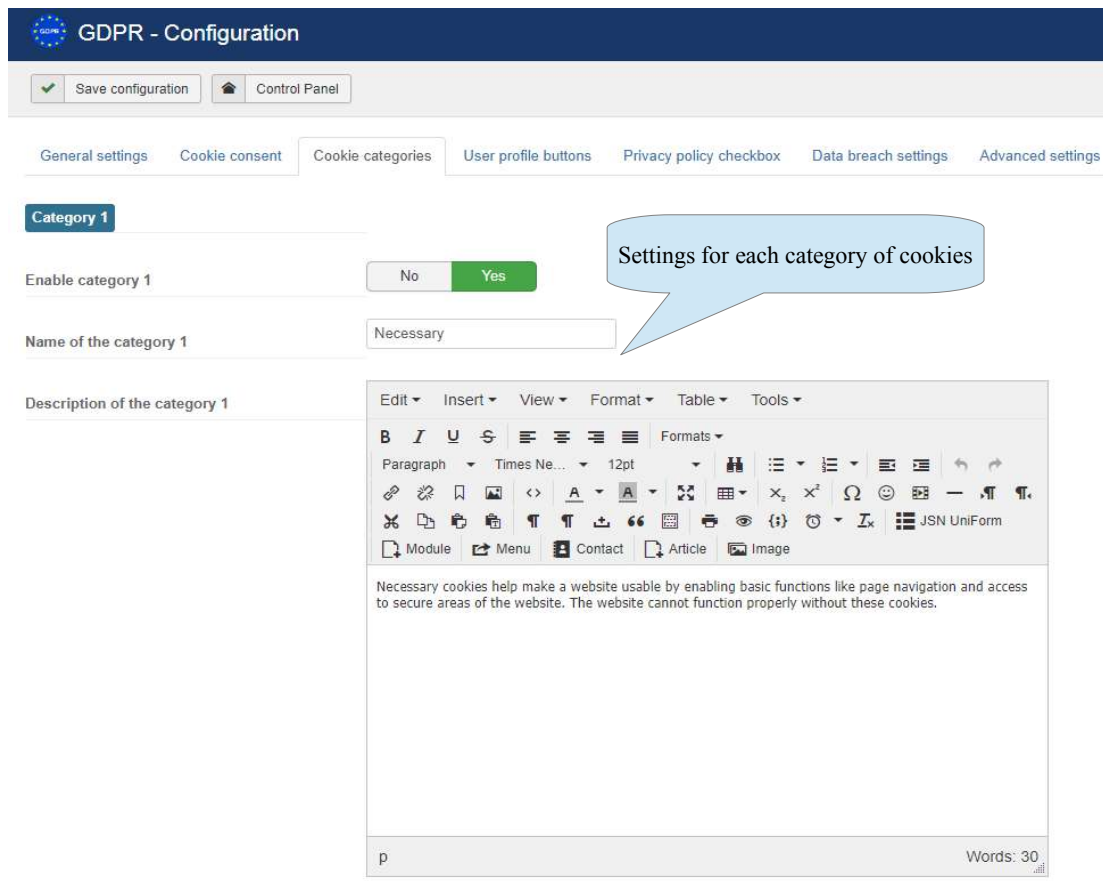 GDPR GDPR - Configuration
Save configuration Control Panel
General settings Cookie consent Cookie categories User profile buttons Privacy policy checkbox Data breach settings Advanced settings
Category 1
Settings for each category of cookies
Enable category 1 No Yes
Name of the category 1 Necessary
Description of the category 1
Edit Insert View Format Table Tools
B I U S Formats
Paragraph Times Ne... 12pt
A A X₂ X² Ω
{;} Tx JSN UniForm
Module Menu Contact Article Image
Necessary cookies help make a website usable by enabling basic functions like page navigation and access
to secure areas of the website. The website cannot function properly without these cookies.
p Words: 30